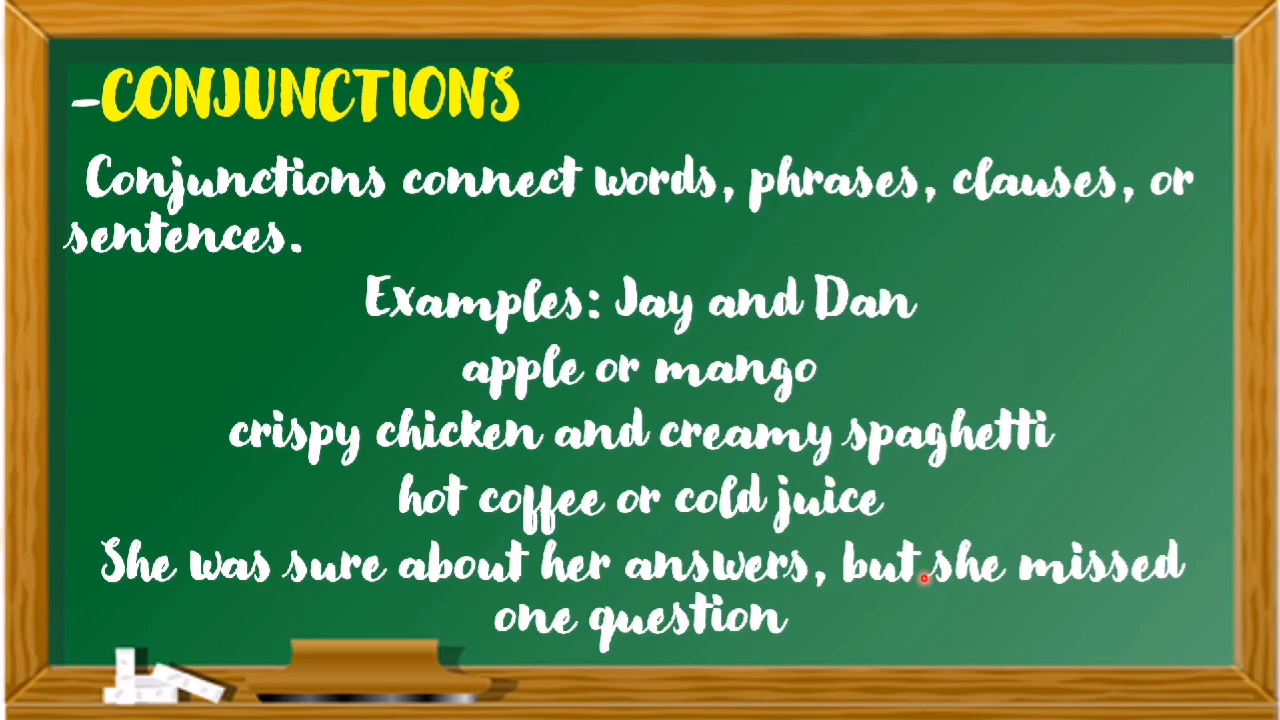 -CONJUNCTIONS
Conjunctions connect words, phrases, clauses, or
sentences.
Examples: Jay and Dan
apple or mango
crispy chicken and creamy spaghetti
hot coffee or cold juice
She was sure about her answers, but she missed
one question